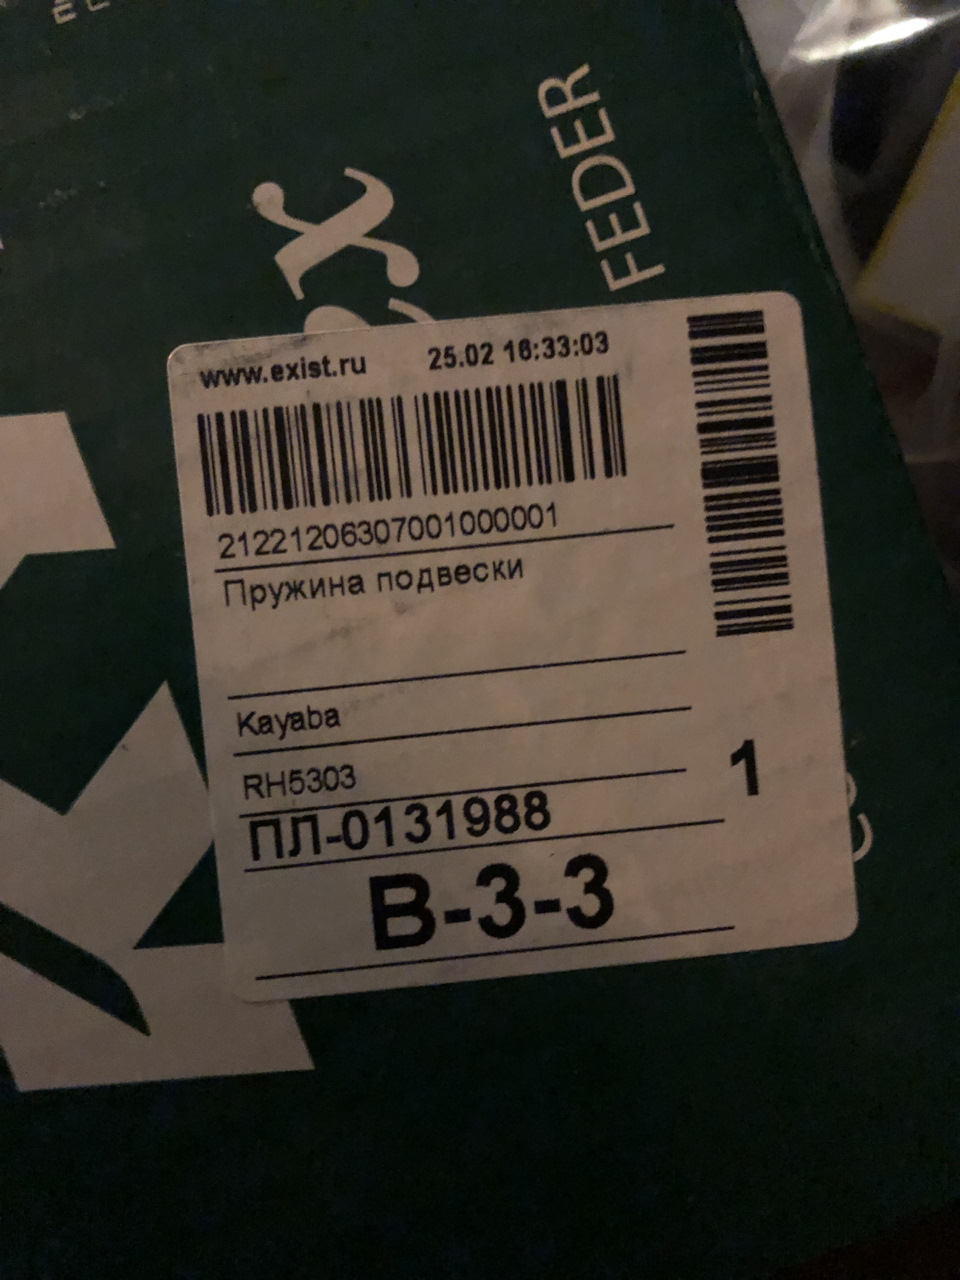 FEDER
www.exist.ru 25.02 16:33:03
21221206307001000001
Пружина подвески
Kayaba
RH5303
1
ПЛ-0131988
B-3-3